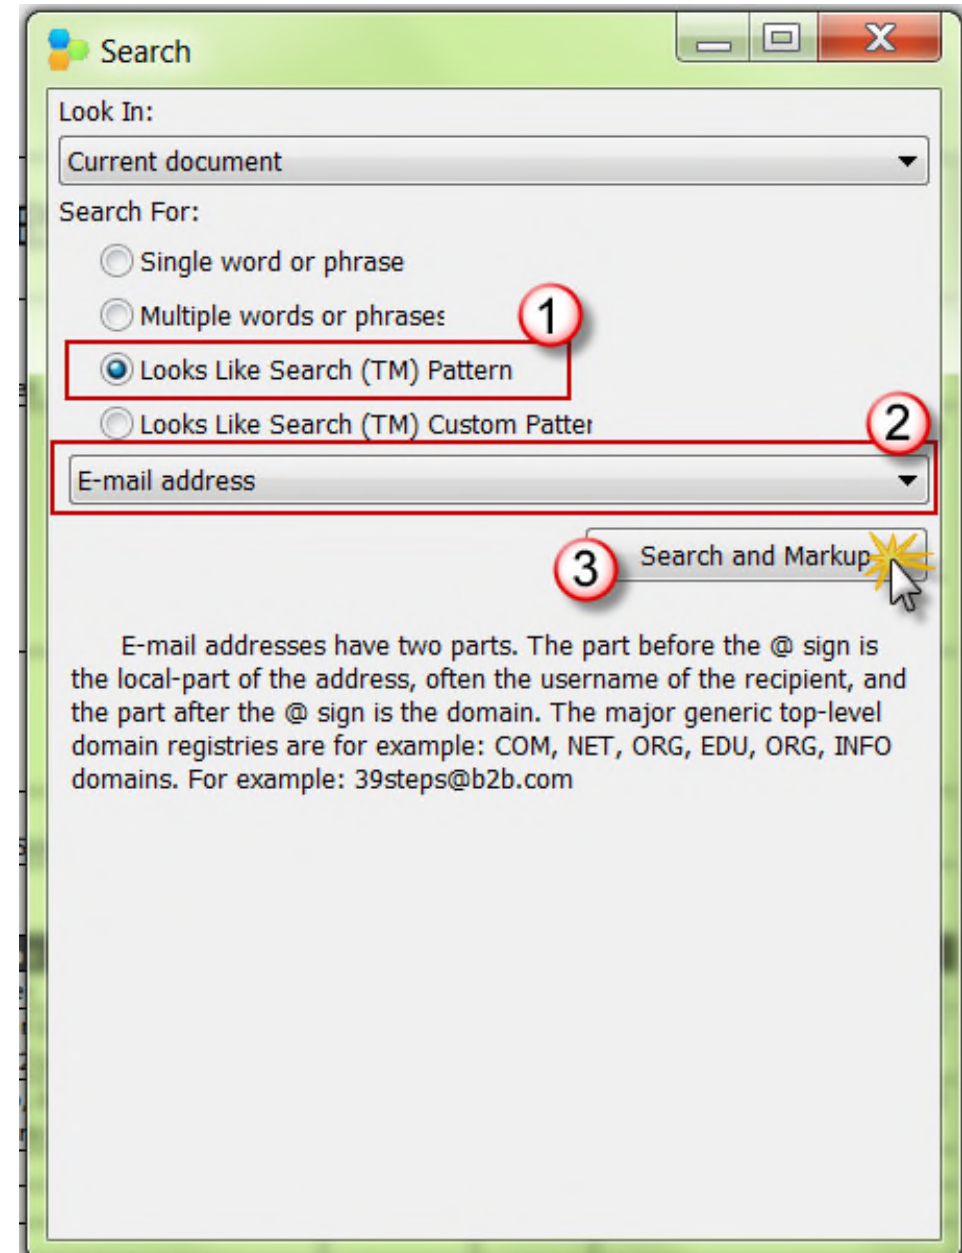 Search
Look In:
Current document
Search For:
Single word or phrase
Multiple words or phrases
1
Looks Like Search (TM) Pattern
Looks Like Search (TM) Custom Patter
2
E-mail address
3
Search and Markup
E-mail addresses have two parts. The part before the @ sign is
the local-part of the address, often the username of the recipient, and
the part after the @ sign is the domain. The major generic top-level
domain registries are for example: COM, NET, ORG, EDU, ORG, INFO
domains. For example: 39steps@b2b.com